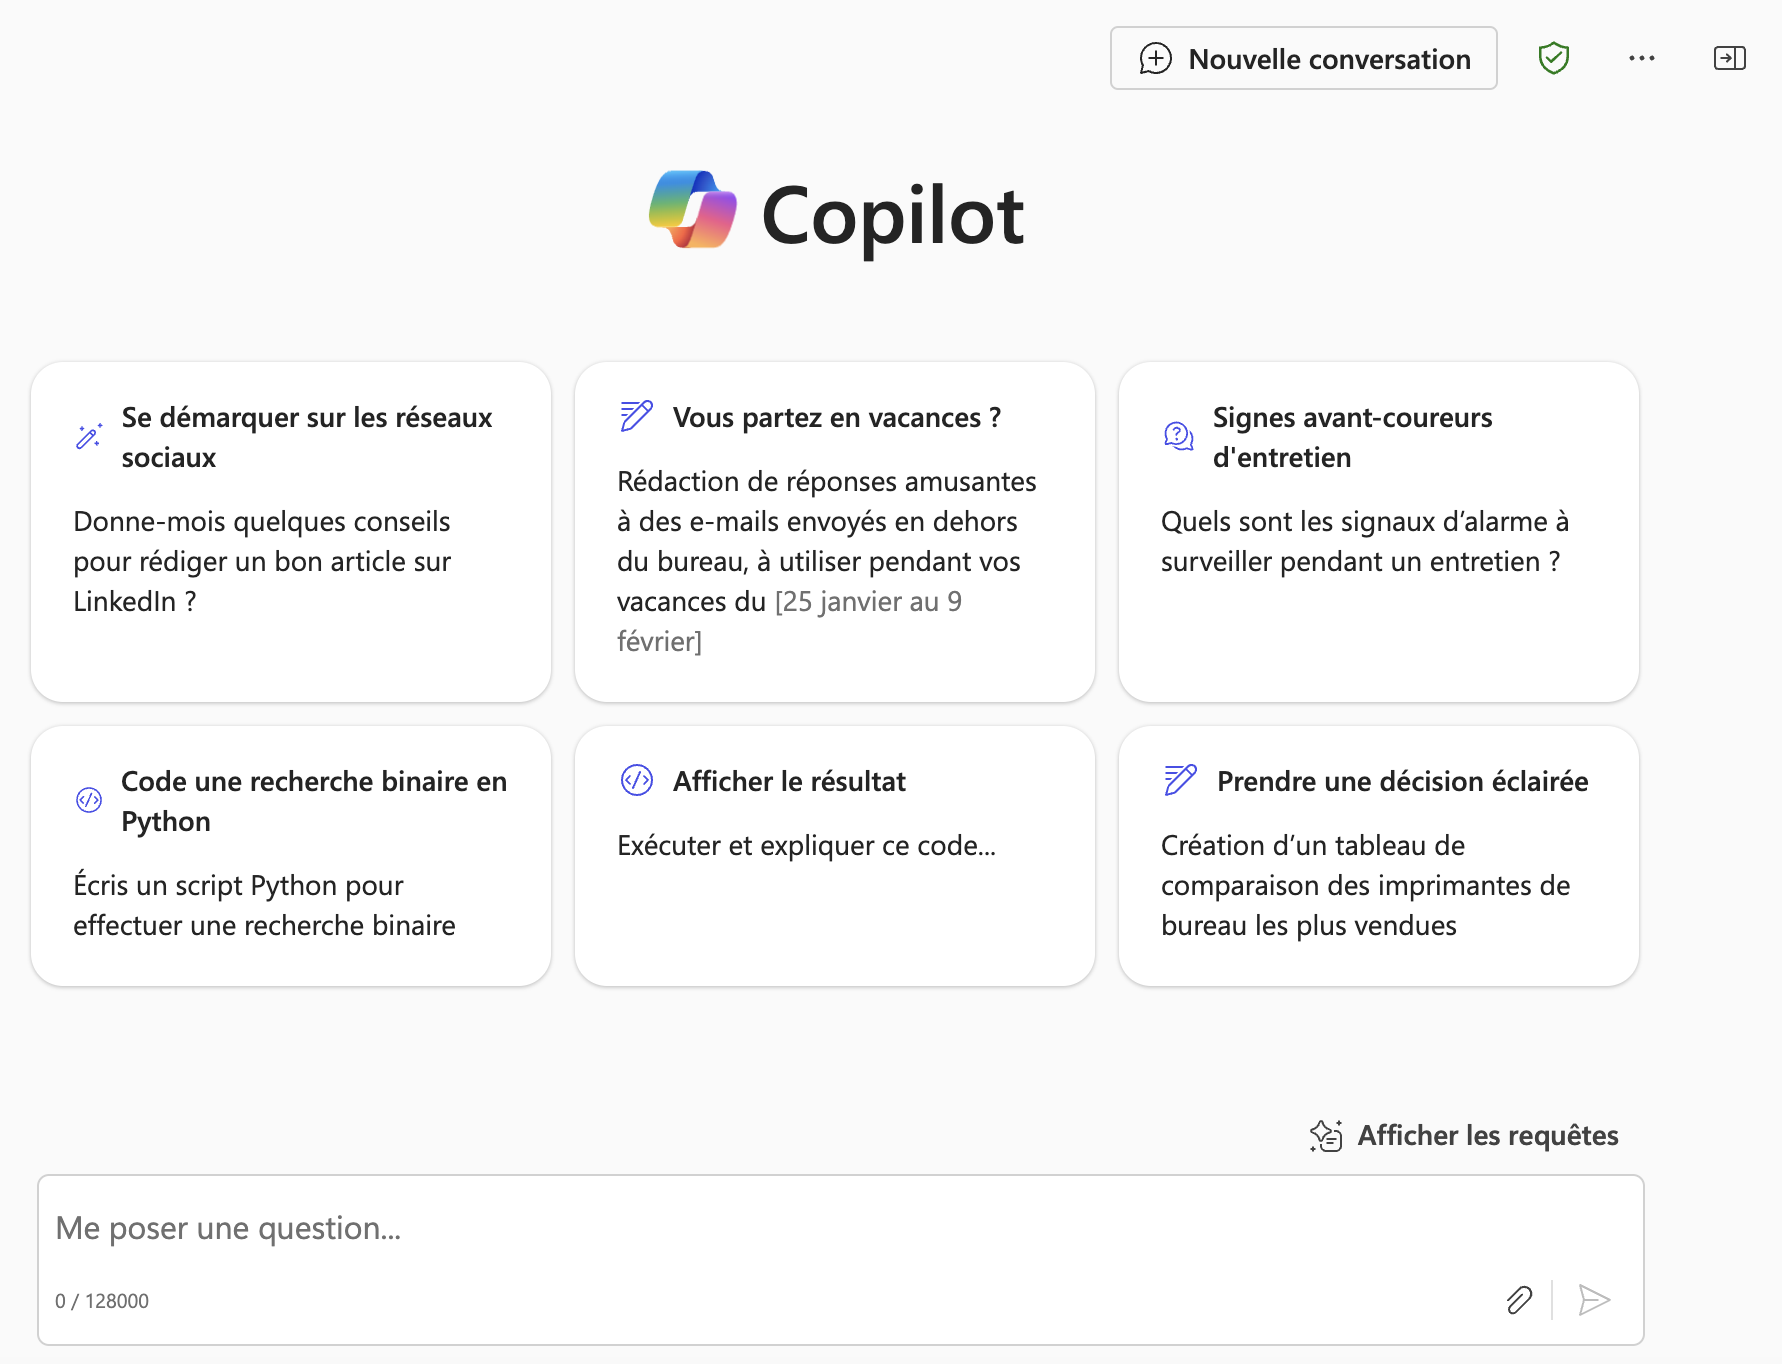 Nouvelle conversation
Copilot
Se démarquer sur les réseaux
sociaux
Donne-mois quelques conseils
pour rédiger un bon article sur
LinkedIn ?
Vous partez en vacances ?
Rédaction de réponses amusantes
à des e-mails envoyés en dehors
du bureau, à utiliser pendant vos
vacances du [25 janvier au 9
février]
Signes avant-coureurs
d'entretien
Quels sont les signaux d’alarme à
surveiller pendant un entretien ?
Code une recherche binaire en
Python
Écris un script Python pour
effectuer une recherche binaire
Afficher le résultat
Exécuter et expliquer ce code...
Prendre une décision éclairée
Création d’un tableau de
comparaison des imprimantes de
bureau les plus vendues
Afficher les requêtes
Me poser une question...
0 / 128000